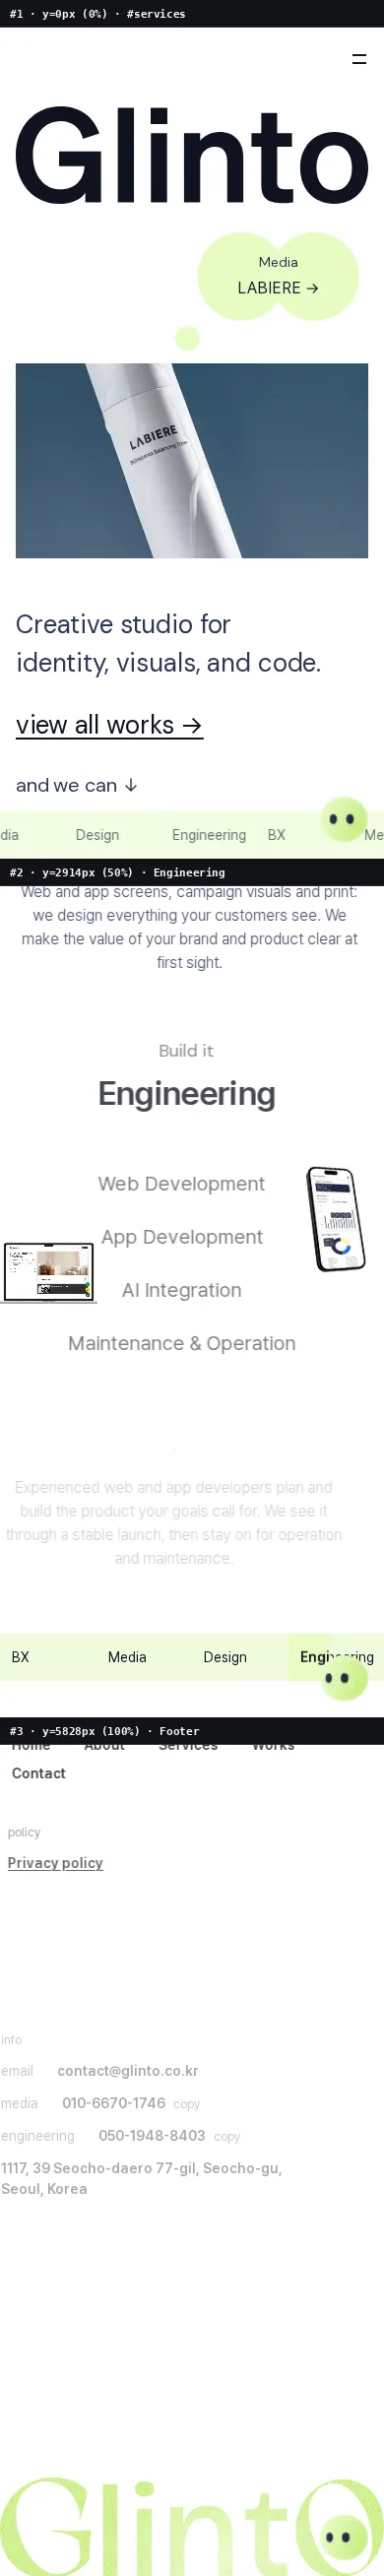 #1 · y=0px (0%) · #services
Glinto
Media
LABIERE →
LABIERE
Creative studio for
identity, visuals, and code.
view all works →
and we can ↓
dia Design Engineering BX Me
#2 · y=2914px (50%) · Engineering
Web and app screens, campaign visuals and print:
we design everything your customers see. We
make the value of your brand and product clear at
first sight.
Build it
Engineering
Web Development
App Development
AI Integration
Maintenance & Operation
Experienced web and app developers plan and
build the product your goals call for. We see it
through a stable launch, then stay on for operation
and maintenance.
BX Media Design Engineering
#3 · y=5828px (100%) · Footer
Home About Services Works
Contact
policy
Privacy policy
info
email contact@glinto.co.kr
media 010-6670-1746 copy
engineering 050-1948-8403 copy
1117, 39 Seocho-daero 77-gil, Seocho-gu,
Seoul, Korea
Glinto